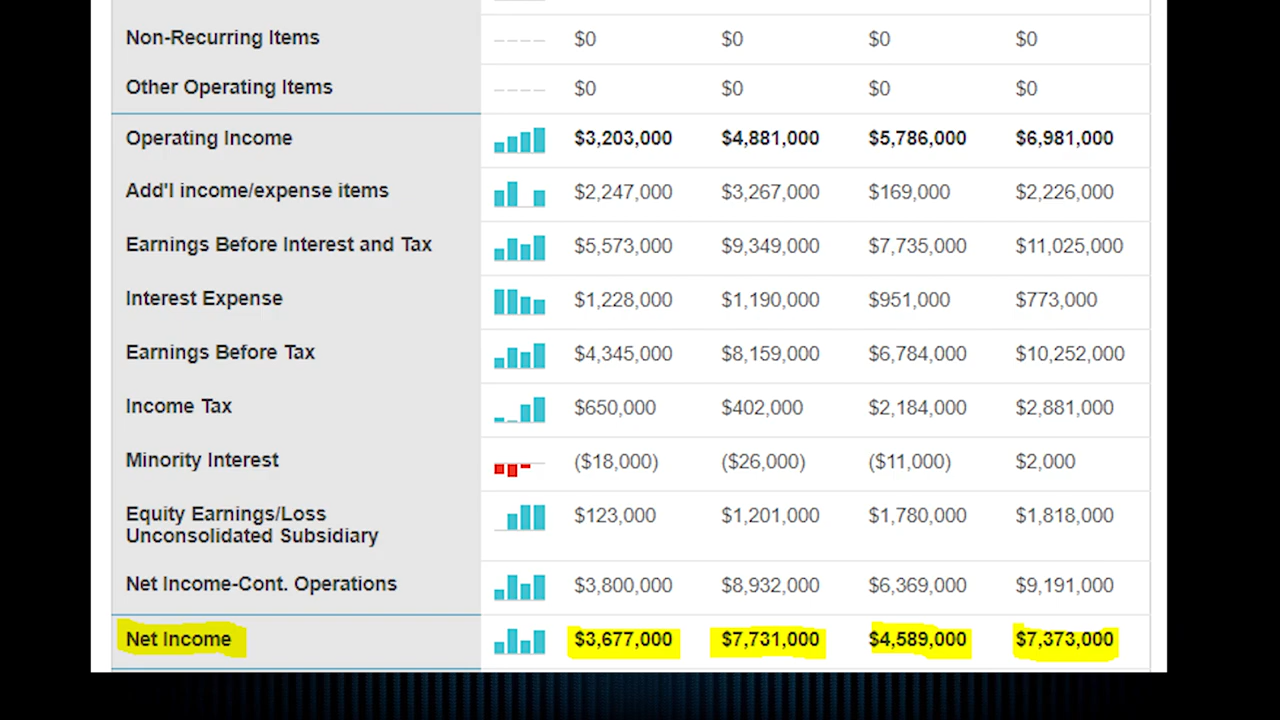 Non-Recurring Items $0 $0 $0 $0
Other Operating Items $0 $0 $0 $0
Operating Income $3,203,000 $4,881,000 $5,786,000 $6,981,000
Add'l income/expense items $2,247,000 $3,267,000 $169,000 $2,226,000
Earnings Before Interest and Tax $5,573,000 $9,349,000 $7,735,000 $11,025,000
Interest Expense $1,228,000 $1,190,000 $951,000 $773,000
Earnings Before Tax $4,345,000 $8,159,000 $6,784,000 $10,252,000
Income Tax $650,000 $402,000 $2,184,000 $2,881,000
Minority Interest ($18,000) ($26,000) ($11,000) $2,000
Equity Earnings/Loss $123,000 $1,201,000 $1,780,000 $1,818,000
Unconsolidated Subsidiary
Net Income-Cont. Operations $3,800,000 $8,932,000 $6,369,000 $9,191,000
Net Income $3,677,000 $7,731,000 $4,589,000 $7,373,000